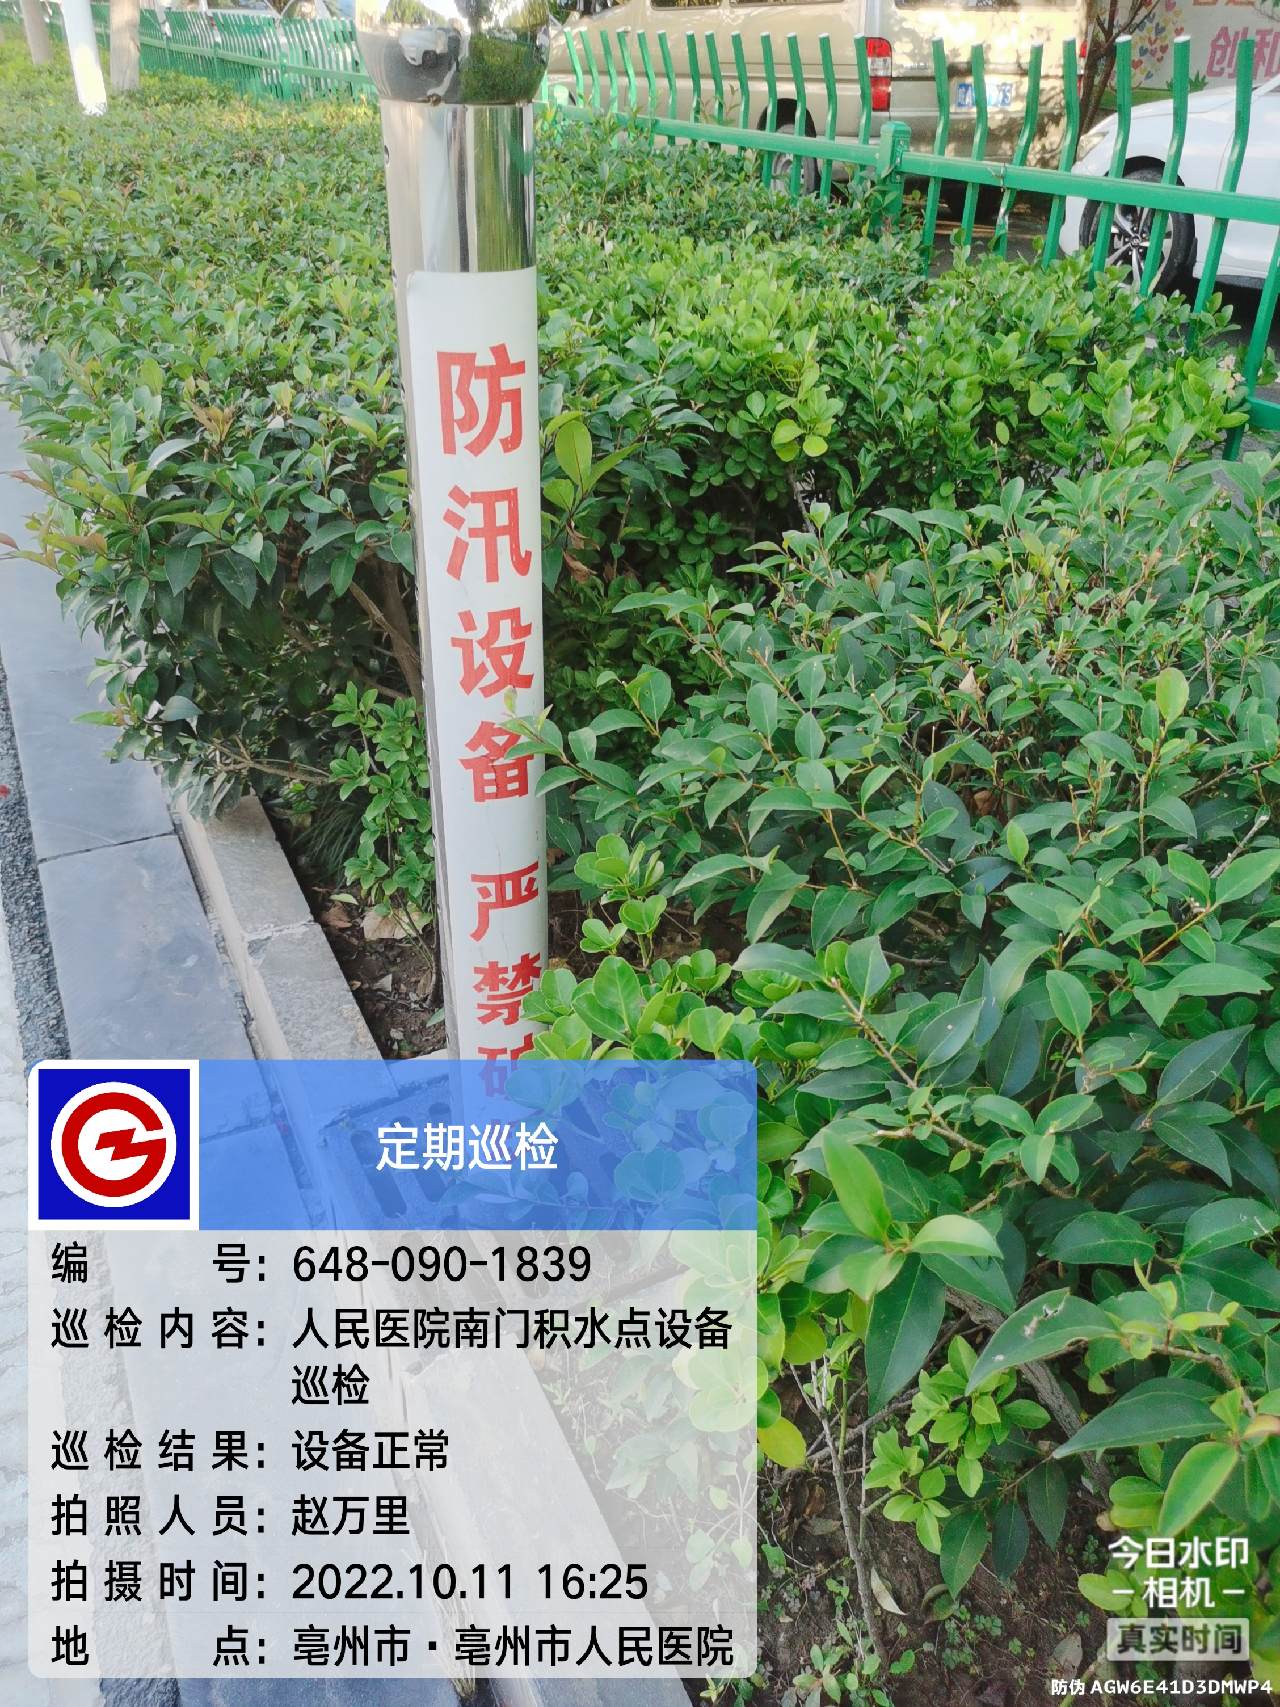 创和
防汛设备 严禁破
定期巡检
编号: 648-090-1839
巡检内容: 人民医院南门积水点设备
巡检
巡检结果: 设备正常
拍照人员: 赵万里
拍摄时间: 2022.10.11 16:25
地点: 亳州市·亳州市人民医院
今日水印
相机
真实时间
防伪 AGW6E41D3DMWP4